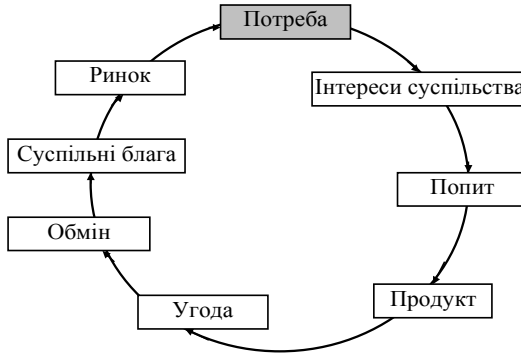 Потреба
Інтереси суспільства
Попит
Продукт
Угода
Обмін
Суспільні блага
Ринок